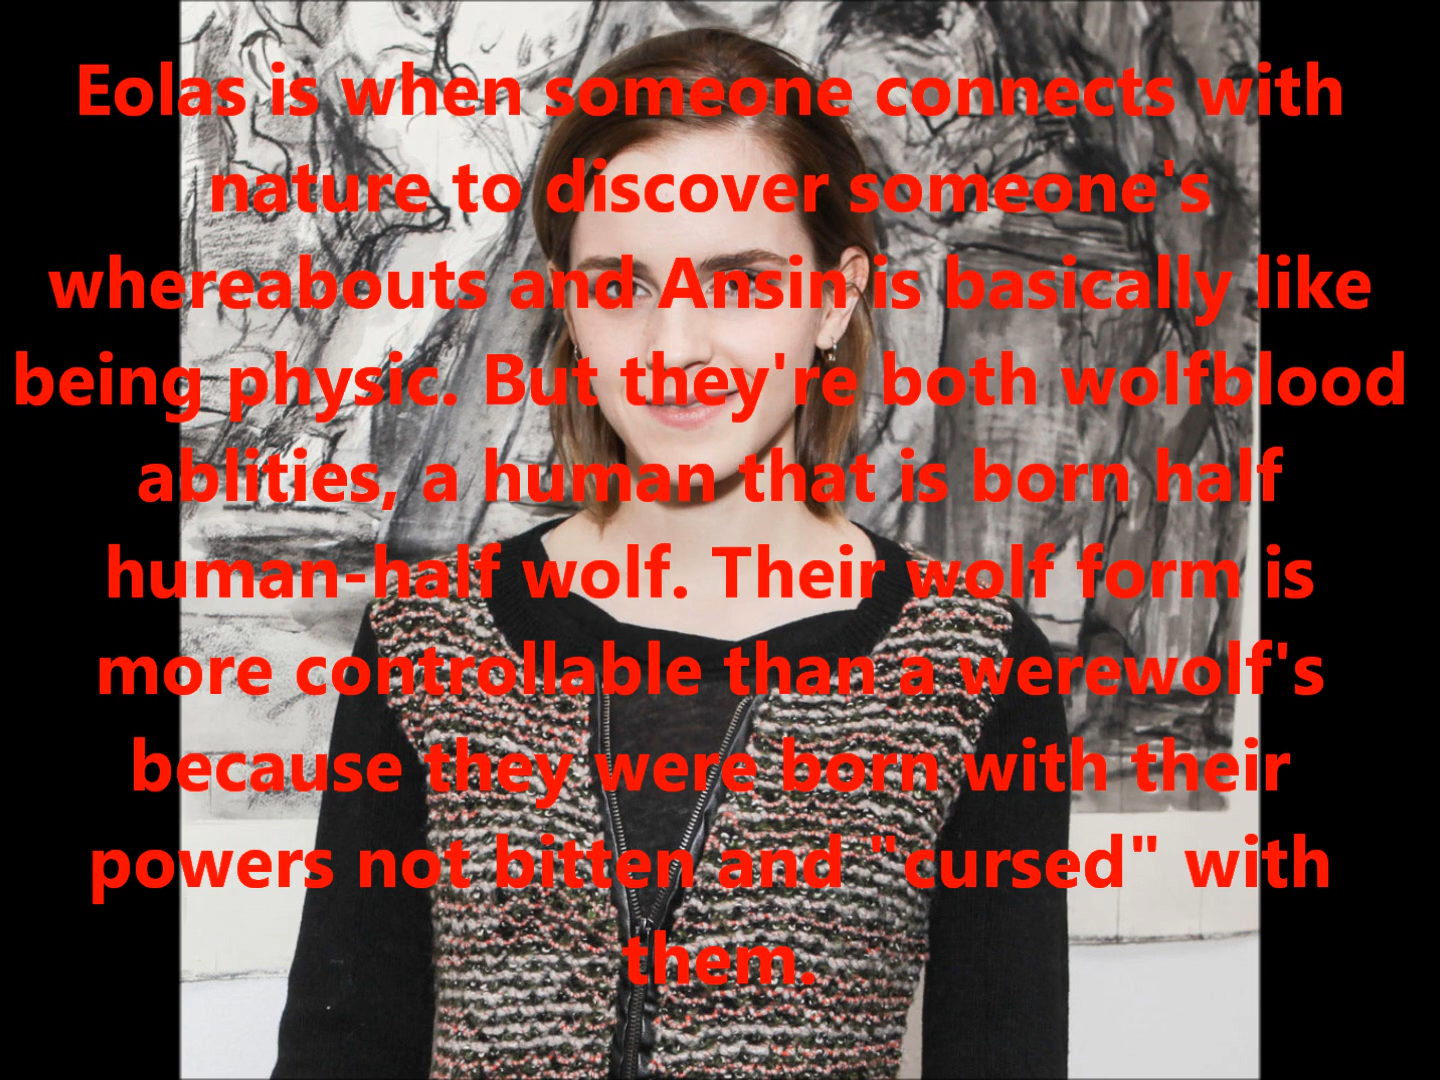 Eolas is when someone connects with
nature to discover someone's
whereabouts and Ansin is basically like
being physic. But they're both wolfblood
ablities, a human that is born half
human-half wolf. Their wolf form is
more controllable than a werewolf's
because they were born with their
powers not bitten and "cursed" with
them.